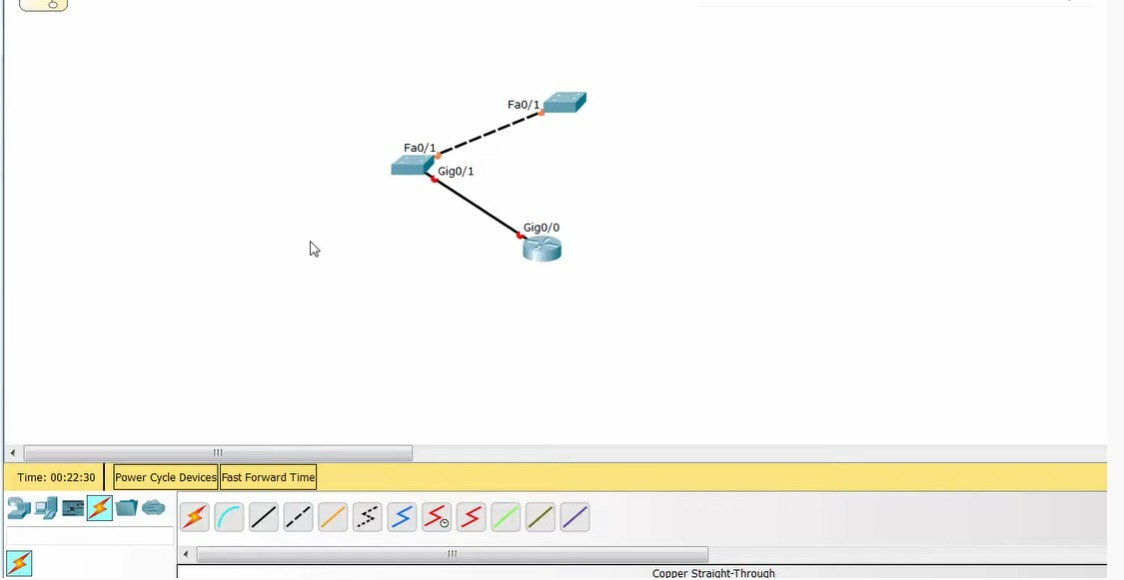 Fa0/1
Fa0/1
Gig0/1
Gig0/0
Time: 00:22:30
Power Cycle Devices
Fast Forward Time
Copper Straight-Through